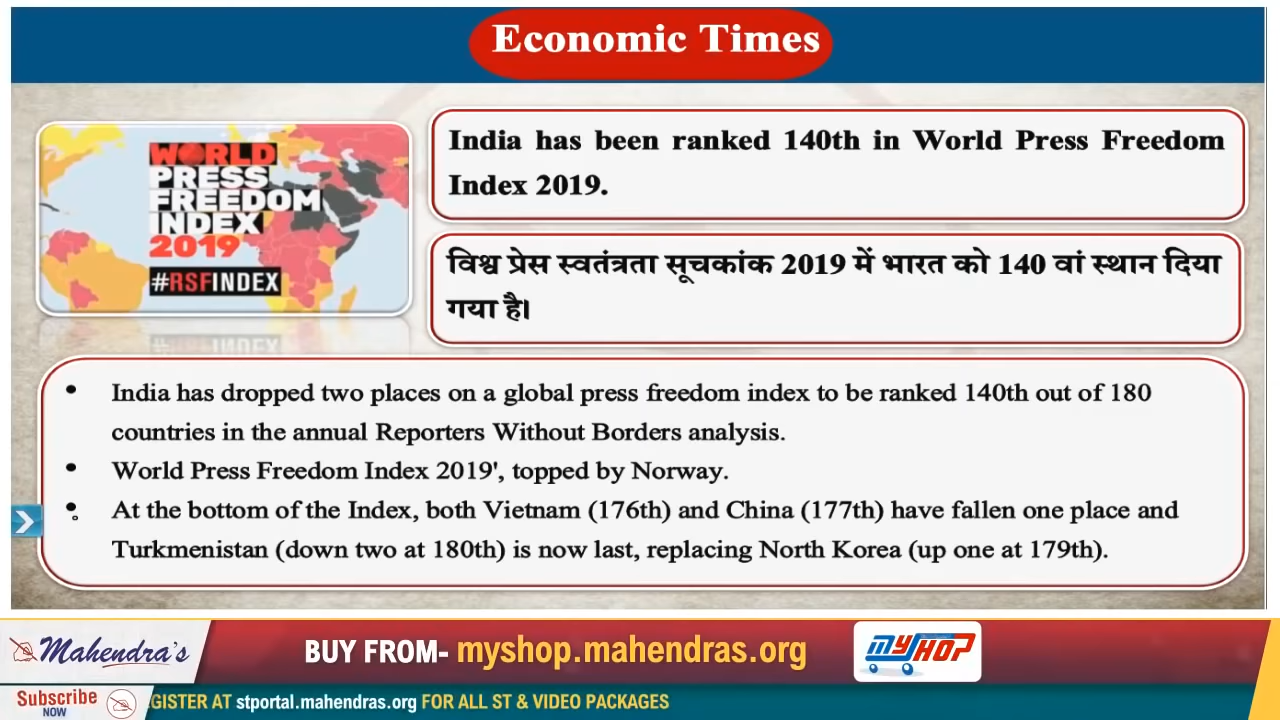 Economic Times
WORLD
PRESS
FREEDOM
INDEX
2019
#RSFINDEX
India has been ranked 140th in World Press Freedom
Index 2019.
विश्व प्रेस स्वतंत्रता सूचकांक 2019 में भारत को 140 वां स्थान दिया
गया है।
• India has dropped two places on a global press freedom index to be ranked 140th out of 180
countries in the annual Reporters Without Borders analysis.
• World Press Freedom Index 2019', topped by Norway.
• At the bottom of the Index, both Vietnam (176th) and China (177th) have fallen one place and
Turkmenistan (down two at 180th) is now last, replacing North Korea (up one at 179th).
Mahendra's
BUY FROM- myshop.mahendras.org
MY SHOP
Subscribe
NOW
EGISTER AT stportal.mahendras.org FOR ALL ST & VIDEO PACKAGES